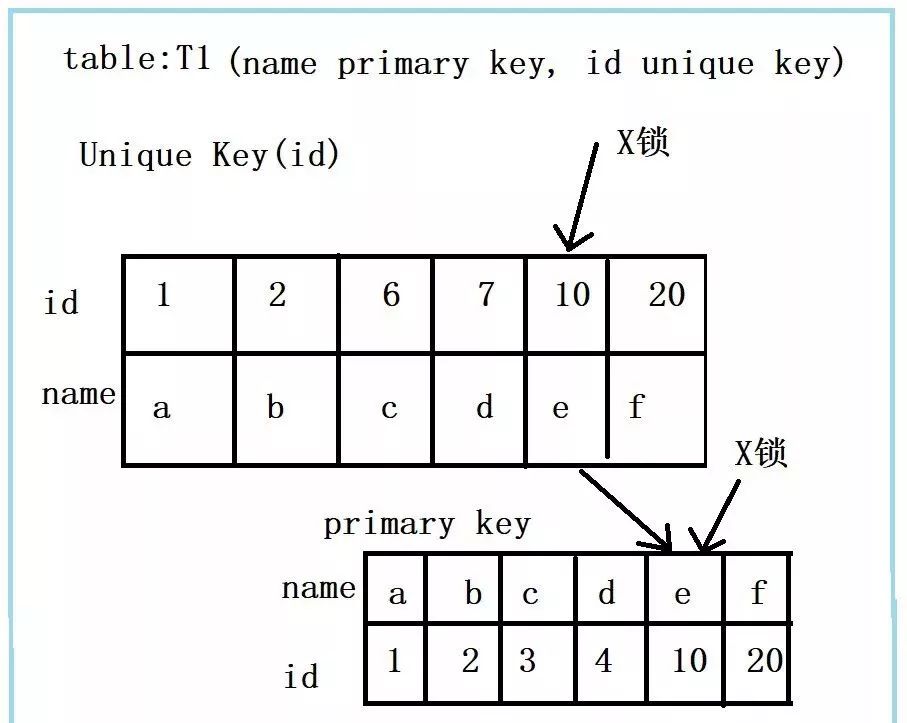 table:T1 (name primary key, id unique key)
Unique Key(id)
X锁
id 1 2 6 7 10 20
name a b c d e f
X锁
primary key
name a b c d e f
id 1 2 3 4 10 20